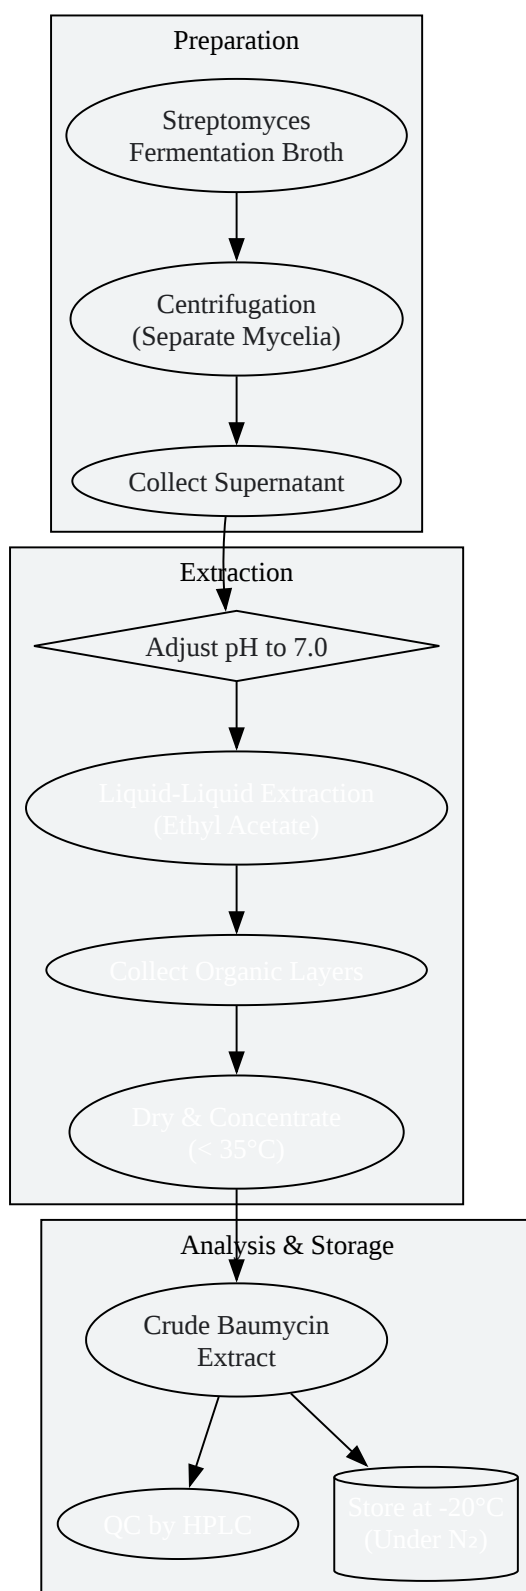 Preparation
Streptomyces
Fermentation Broth
Centrifugation
(Separate Mycelia)
Collect Supernatant
Extraction
Adjust pH to 7.0
Liquid-Liquid Extraction
(Ethyl Acetate)
Collect Organic Layers
Dry & Concentrate
(< 35°C)
Analysis & Storage
Crude Baumycin
Extract
QC by HPLC
Store at -20°C
(Under N₂)